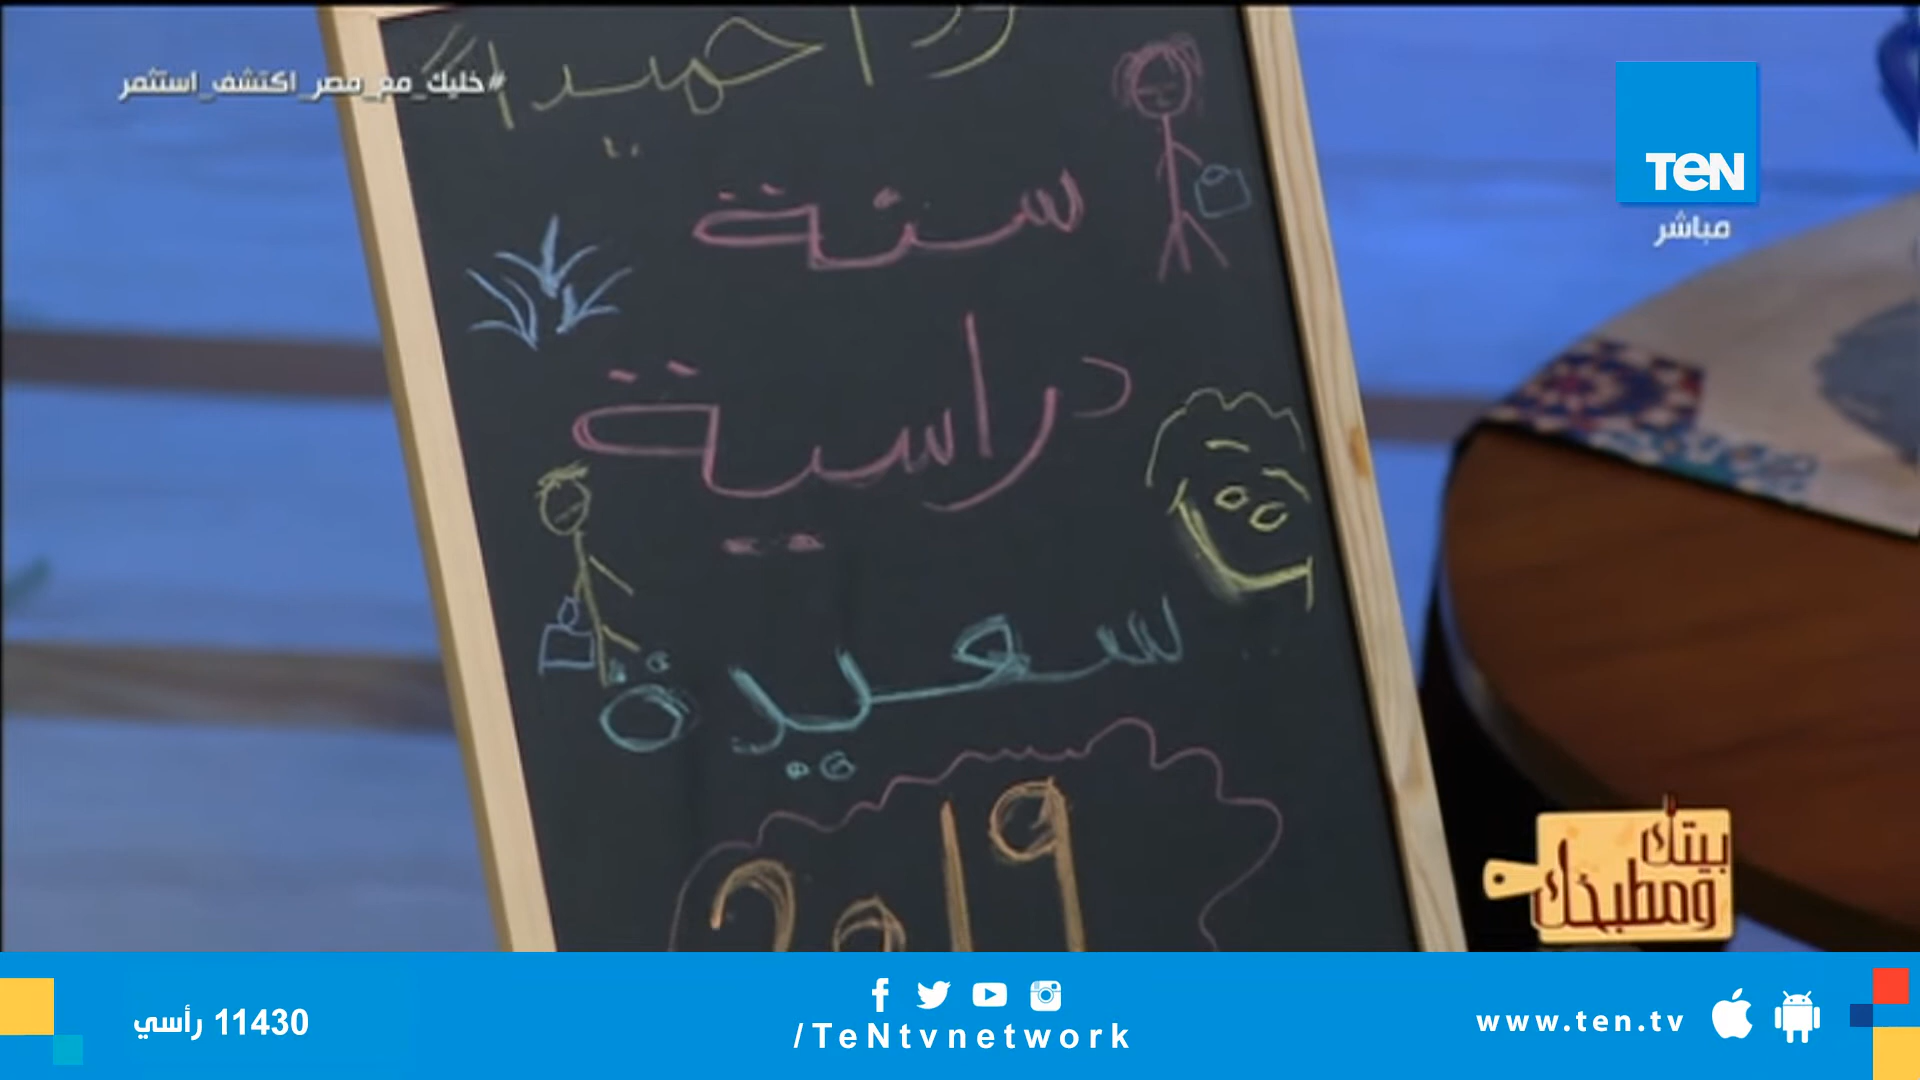 #خليك_مع_مصر_اكتشف_استثمر
TEN
مباشر
سنة
دراسية
سعيدة
2019
بيتك
ومطبخك
11430 رأسي
/TeNtvnetwork
www.ten.tv